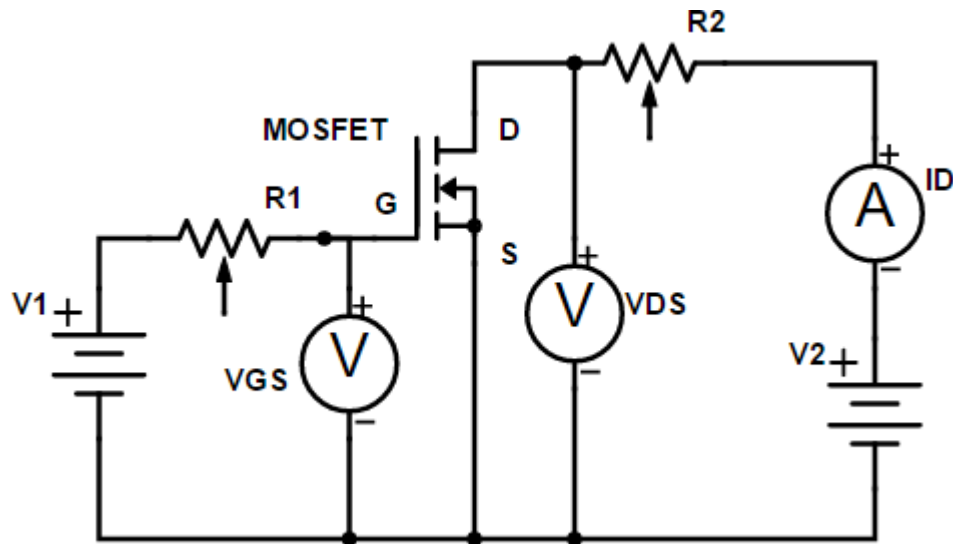 R2
MOSFET
D
+
ID
A
R1
G
−
S
+
V1
+
V
VDS
+
V
VGS
−
V2
+
−